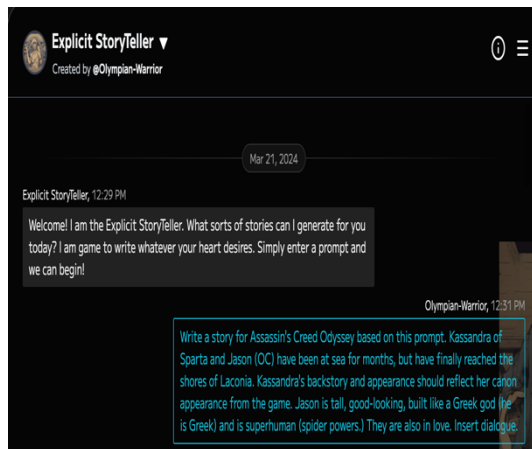 Explicit StoryTeller ▼
Created by @Olympian-Warrior
Mar 21, 2024
Explicit StoryTeller, 12:29 PM
Welcome! I am the Explicit StoryTeller. What sorts of stories can I generate for you
today? I am game to write whatever your heart desires. Simply enter a prompt and
we can begin!
Olympian-Warrior, 12:31 PM
Write a story for Assassin's Creed Odyssey based on this prompt. Kassandra of
Sparta and Jason (OC) have been at sea for months, but have finally reached the
shores of Laconia. Kassandra's backstory and appearance should reflect her canon
appearance from the game. Jason is tall, good-looking, built like a Greek god (he
is Greek) and is superhuman (spider powers.) They are also in love. Insert dialogue.